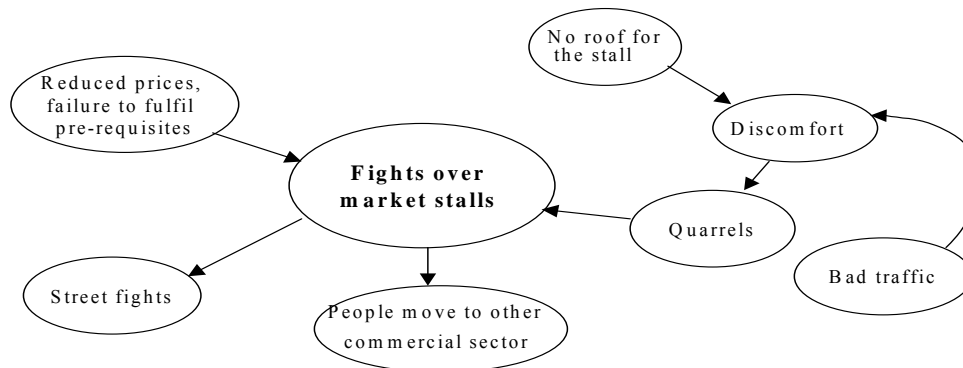 No roof for
the stall
Reduced prices,
failure to fulfil
pre-requisites
Discomfort
Fights over
market stalls
Quarrels
Bad traffic
Street fights
People move to other
commercial sector